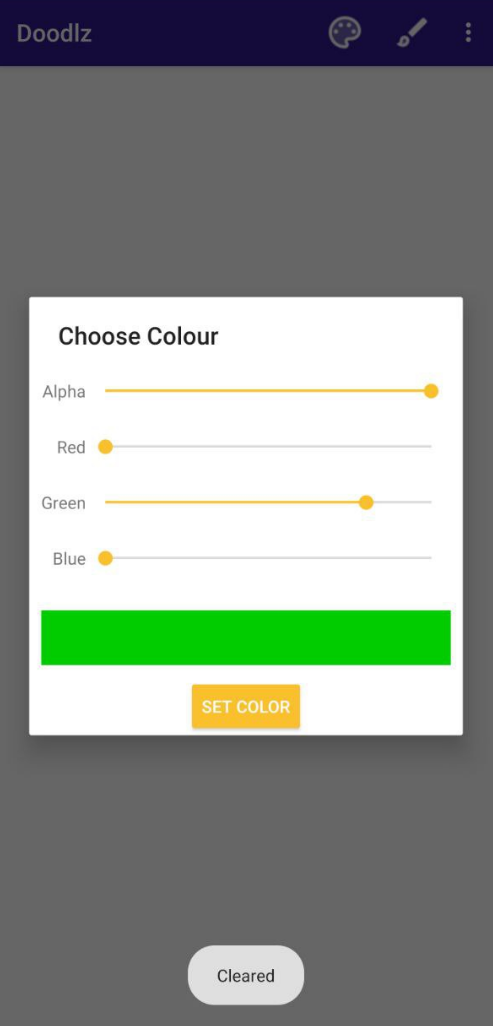 Doodlz
Choose Colour
Alpha
Red
Green
Blue
SET COLOR
Cleared